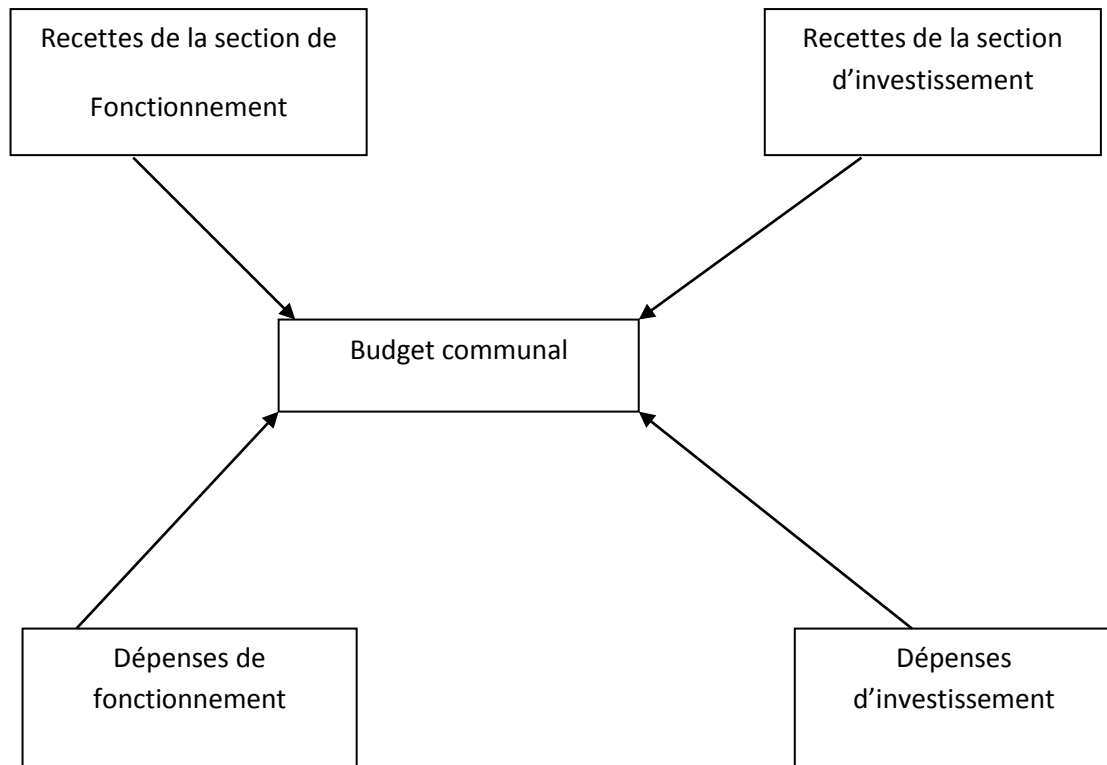 Recettes de la section de
Fonctionnement
Recettes de la section
d’investissement
Budget communal
Dépenses de
fonctionnement
Dépenses
d’investissement